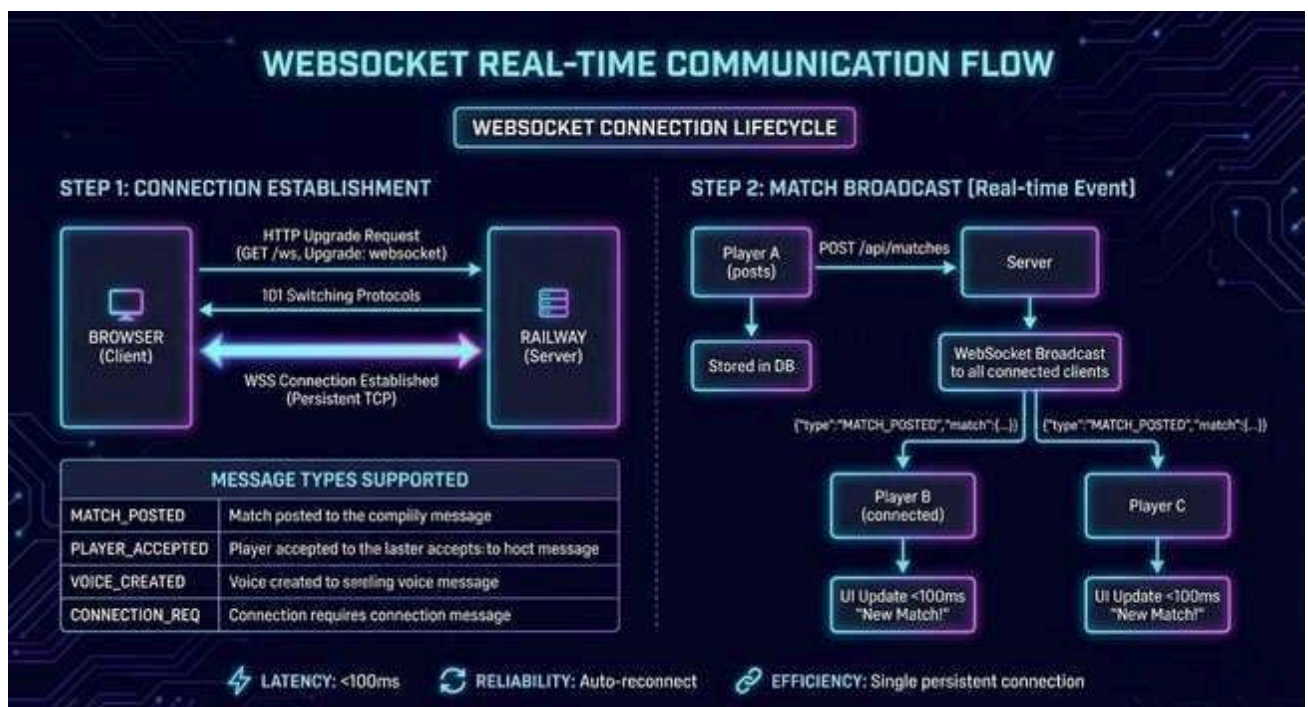 WEBSOCKET REAL-TIME COMMUNICATION FLOW
WEBSOCKET CONNECTION LIFECYCLE
STEP 1: CONNECTION ESTABLISHMENT
BROWSER
(Client)
HTTP Upgrade Request
(GET /ws, Upgrade: websocket)
101 Switching Protocols
WSS Connection Established
(Persistent TCP)
RAILWAY
(Server)
MESSAGE TYPES SUPPORTED
MATCH_POSTED Match posted to the compilly message
PLAYER_ACCEPTED Player accepted to the laster accepts to hoct message
VOICE_CREATED Voice created to senling voice message
CONNECTION_REQ Connection requires connection message
STEP 2: MATCH BROADCAST (Real-time Event)
Player A
(posts)
POST /api/matches
Server
Stored in DB
WebSocket Broadcast
to all connected clients
{"type":"MATCH_POSTED","match":{...}}
{"type":"MATCH_POSTED","match":{...}}
Player B
(connected)
Player C
UI Update <100ms
"New Match!"
UI Update <100ms
"New Match!"
LATENCY: <100ms
RELIABILITY: Auto-reconnect
EFFICIENCY: Single persistent connection